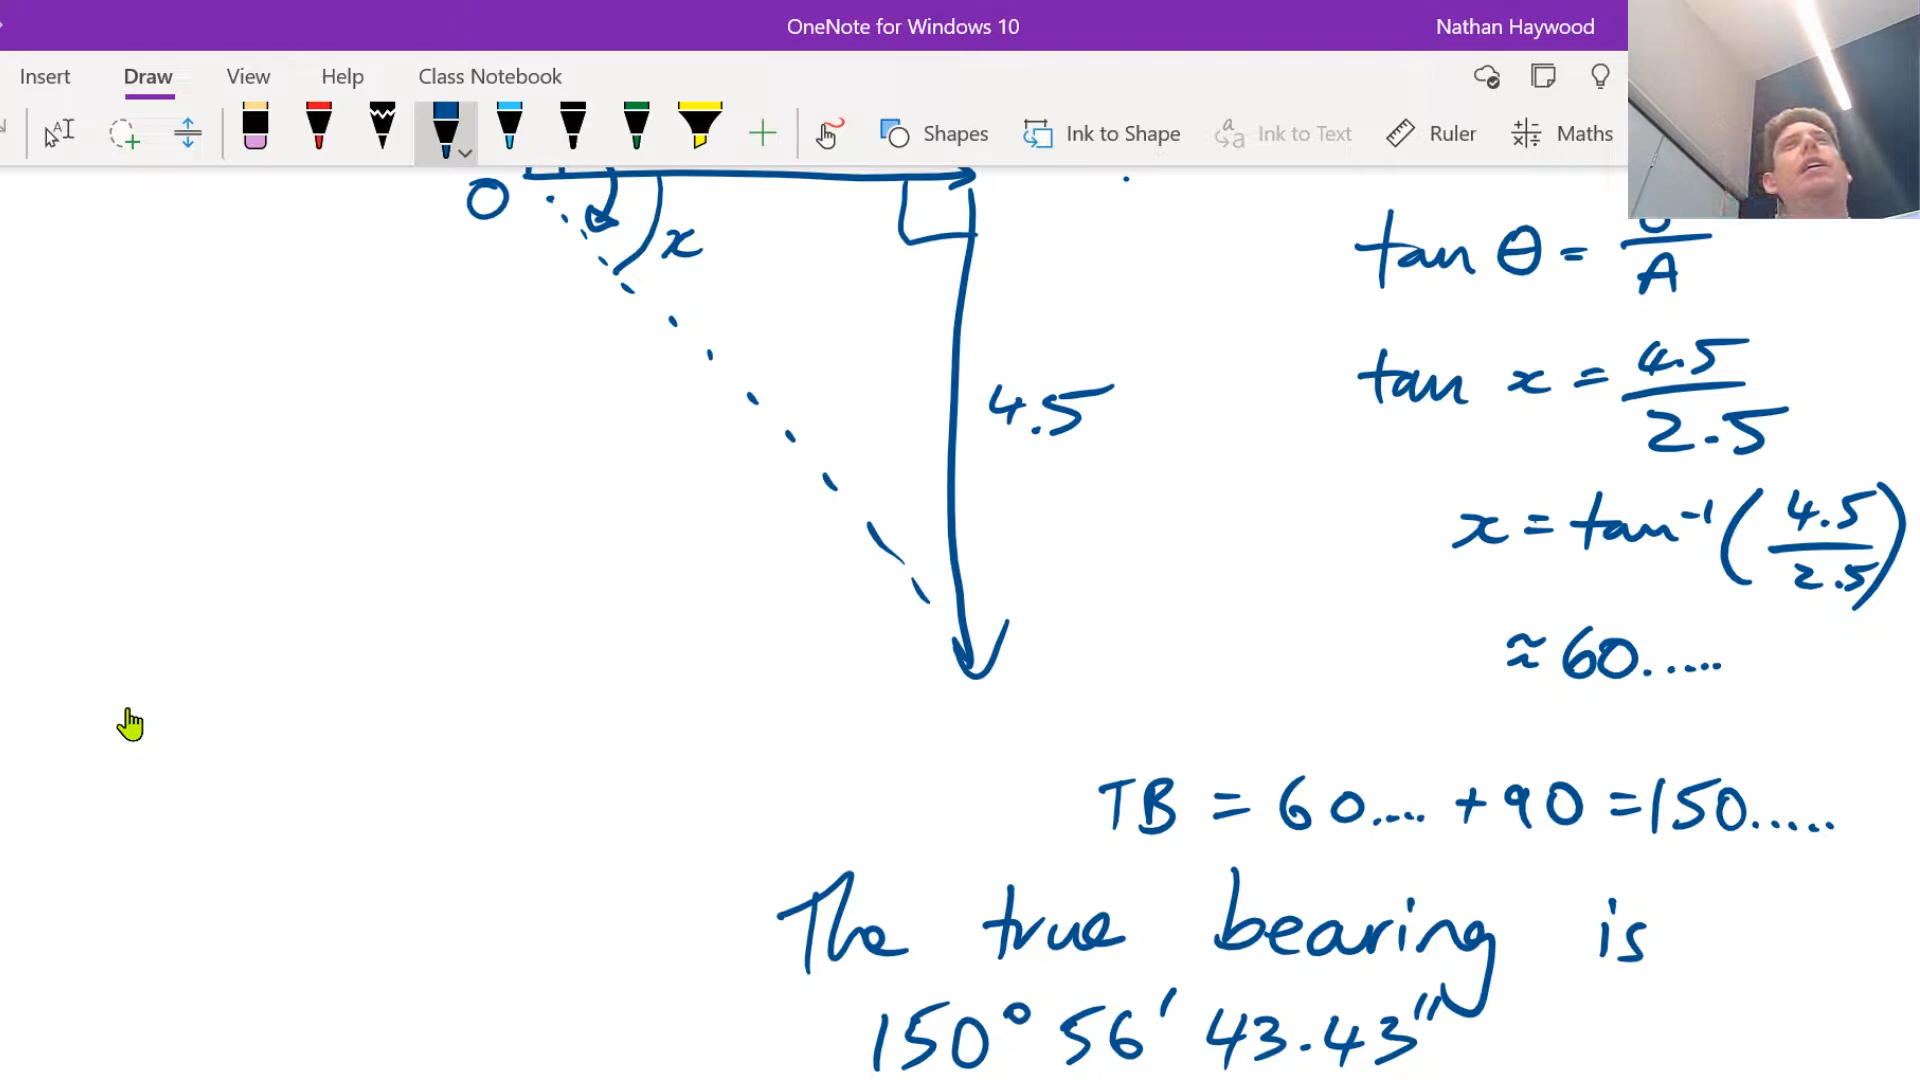 OneNote for Windows 10
Nathan Haywood
Insert Draw View Help Class Notebook
Shapes Ink to Shape Ink to Text Ruler Maths
O
x
4.5
tan θ = O/A
tan x = 4.5/2.5
x = tan⁻¹ (4.5/2.5)
≈ 60.....
TB = 60.... + 90 = 150.....
The true bearing is
150° 56' 43.43"